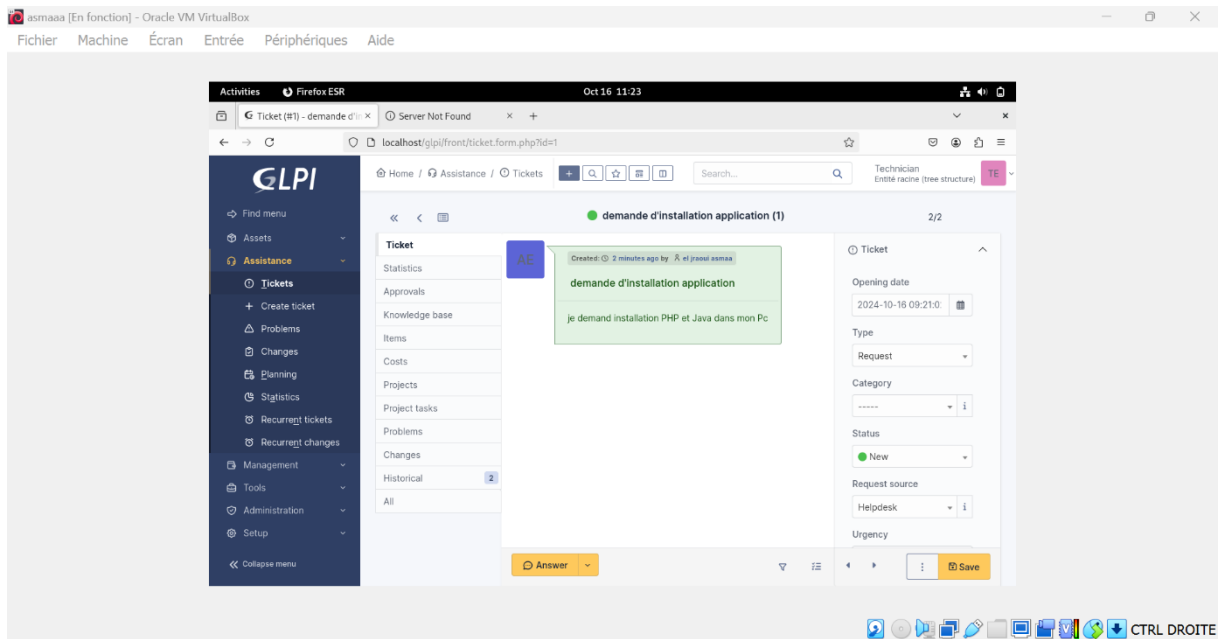 asmaaa [En fonction] - Oracle VM VirtualBox
Fichier Machine Écran Entrée Périphériques Aide
Activities Firefox ESR Oct 16 11:23
Ticket (#1) - demande d'in Server Not Found
localhost/glpi/front/ticket.form.php?id=1
GLPI
Home / Assistance / Tickets Search... Technician
Entité racine (tree structure)
TE
Find menu
Assets
Assistance
Tickets
Create ticket
Problems
Changes
Planning
Statistics
Recurrent tickets
Recurrent changes
Management
Tools
Administration
Setup
Collapse menu
demande d'installation application (1) 2/2
Ticket
Statistics
Approvals
Knowledge base
Items
Costs
Projects
Project tasks
Problems
Changes
Historical 2
All
AE
Created: 2 minutes ago by el jraoui asmaa
demande d'installation application
je demand installation PHP et Java dans mon Pc
Ticket
Opening date
2024-10-16 09:21:0
Type
Request
Category
-----
Status
New
Request source
Helpdesk
Urgency
Answer
Save
CTRL DROITE